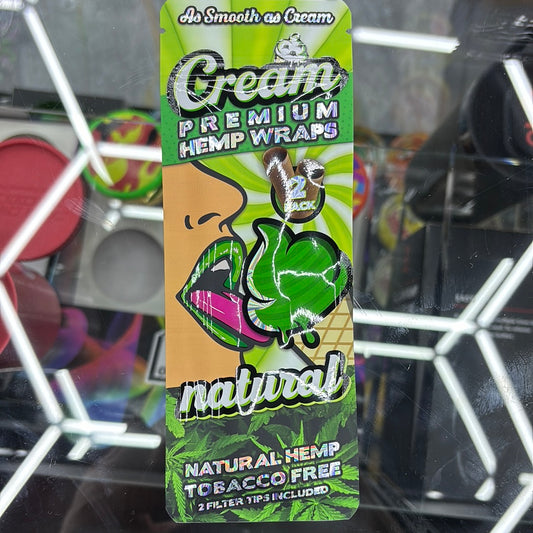 As Smooth as Cream
Cream
PREMIUM
HEMP WRAPS
2
PACK
natural
NATURAL HEMP
TOBACCO FREE
2 FILTER TIPS INCLUDED